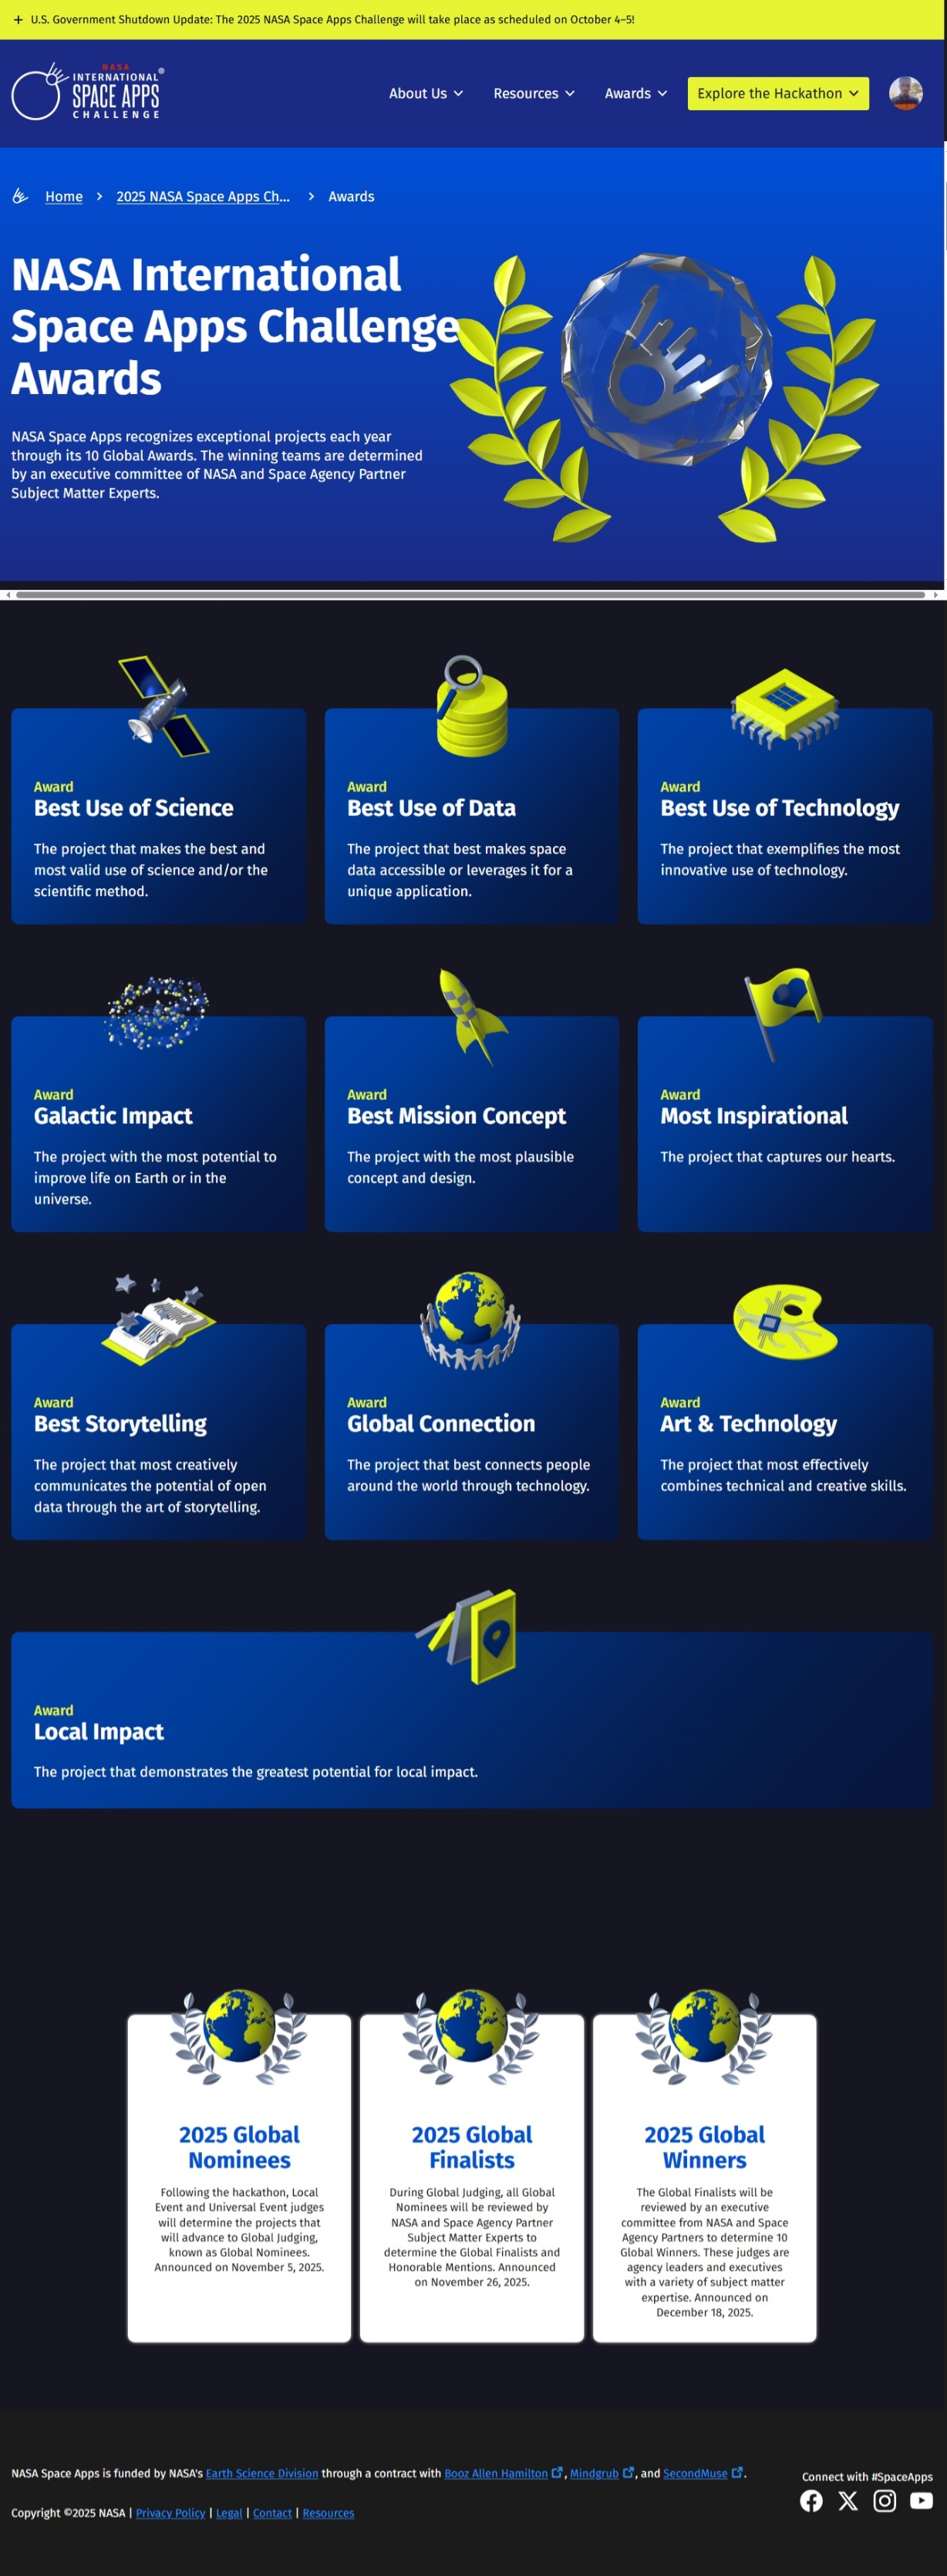 + U.S. Government Shutdown Update: The 2025 NASA Space Apps Challenge will take place as scheduled on October 4–5!
NASA
INTERNATIONAL
SPACE APPS
CHALLENGE
®
About Us
Resources
Awards
Explore the Hackathon
Home > 2025 NASA Space Apps Ch... > Awards
NASA International
Space Apps Challenge
Awards
NASA Space Apps recognizes exceptional projects each year
through its 10 Global Awards. The winning teams are determined
by an executive committee of NASA and Space Agency Partner
Subject Matter Experts.
Award
Best Use of Science
The project that makes the best and
most valid use of science and/or the
scientific method.
Award
Best Use of Data
The project that best makes space
data accessible or leverages it for a
unique application.
Award
Best Use of Technology
The project that exemplifies the most
innovative use of technology.
Award
Galactic Impact
The project with the most potential to
improve life on Earth or in the
universe.
Award
Best Mission Concept
The project with the most plausible
concept and design.
Award
Most Inspirational
The project that captures our hearts.
Award
Best Storytelling
The project that most creatively
communicates the potential of open
data through the art of storytelling.
Award
Global Connection
The project that best connects people
around the world through technology.
Award
Art & Technology
The project that most effectively
combines technical and creative skills.
Award
Local Impact
The project that demonstrates the greatest potential for local impact.
2025 Global
Nominees
Following the hackathon, Local
Event and Universal Event judges
will determine the projects that
will advance to Global Judging,
known as Global Nominees.
Announced on November 5, 2025.
2025 Global
Finalists
During Global Judging, all Global
Nominees will be reviewed by
NASA and Space Agency Partner
Subject Matter Experts to
determine the Global Finalists and
Honorable Mentions. Announced
on November 26, 2025.
2025 Global
Winners
The Global Finalists will be
reviewed by an executive
committee from NASA and Space
Agency Partners to determine 10
Global Winners. These judges are
agency leaders and executives
with a variety of subject matter
expertise. Announced on
December 18, 2025.
NASA Space Apps is funded by NASA's Earth Science Division through a contract with Booz Allen Hamilton, Mindgrub, and SecondMuse.
Connect with #SpaceApps
Copyright ©2025 NASA | Privacy Policy | Legal | Contact | Resources